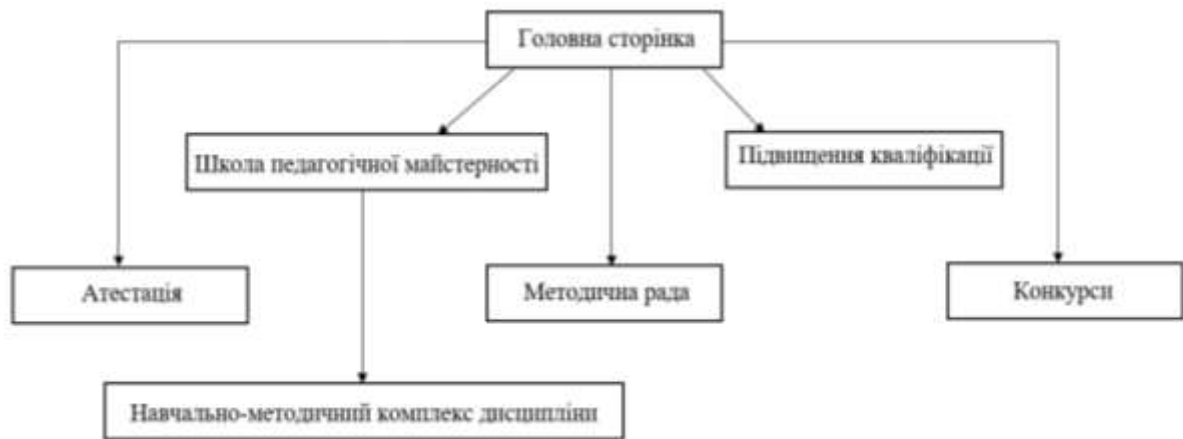 Головна сторінка
Школа педагогічної майстерності
Підвищення кваліфікації
Атестація
Методична рада
Конкурси
Навчально-методичний комплекс дисципліни